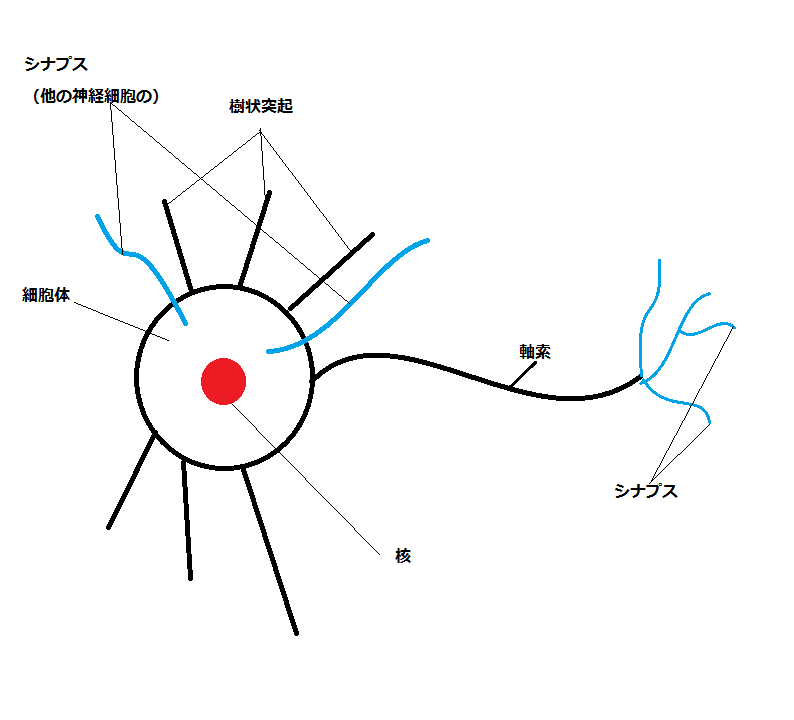 シナプス
（他の神経細胞の）
樹状突起
細胞体
軸索
シナプス
核